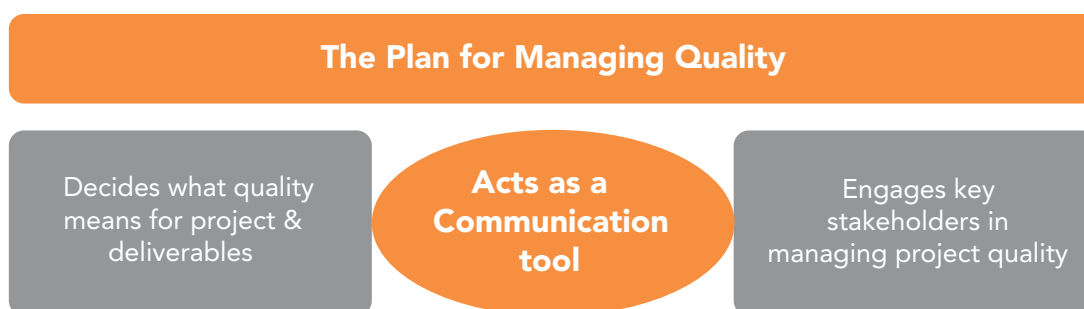 The Plan for Managing Quality
Decides what quality
means for project &
deliverables
Acts as a
Communication
tool
Engages key
stakeholders in
managing project quality